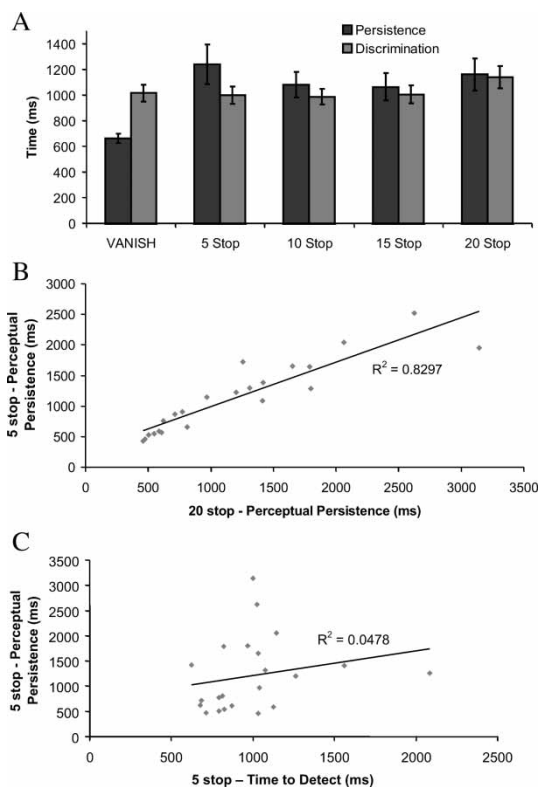 A
Persistence
Discrimination
1400
1200
1000
800
600
400
200
0
Time (ms)
VANISH 5 Stop 10 Stop 15 Stop 20 Stop
B
3000
2500
2000
1500
1000
500
0
5 stop - Perceptual
Persistence (ms)
R² = 0.8297
0 500 1000 1500 2000 2500 3000 3500
20 stop - Perceptual Persistence (ms)
C
3500
3000
2500
2000
1500
1000
500
0
5 stop - Perceptual
Persistence (ms)
R² = 0.0478
0 500 1000 1500 2000 2500
5 stop – Time to Detect (ms)